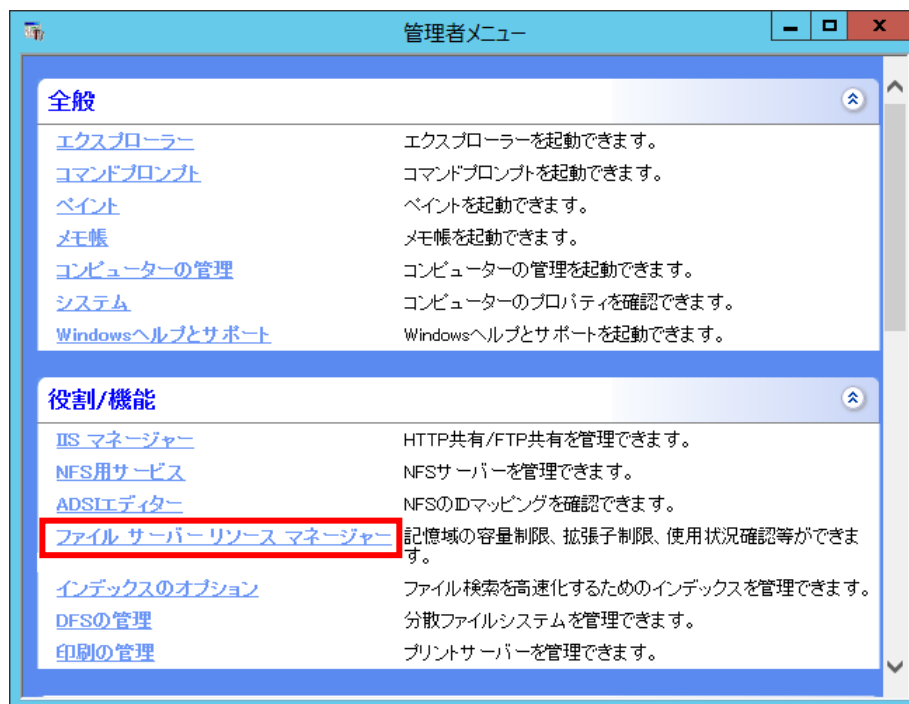 管理者メニュー
全般
エクスプローラー エクスプローラーを起動できます。
コマンドプロンプト コマンドプロンプトを起動できます。
ペイント ペイントを起動できます。
メモ帳 メモ帳を起動できます。
コンピューターの管理 コンピューターの管理を起動できます。
システム コンピューターのプロパティを確認できます。
Windowsヘルプとサポート Windowsヘルプとサポートを起動できます。
役割/機能
IIS マネージャー HTTP共有/FTP共有を管理できます。
NFS用サービス NFSサーバーを管理できます。
ADSIエディター NFSのIDマッピングを確認できます。
ファイル サーバー リソース マネージャー 記憶域の容量制限、拡張子制限、使用状況確認等ができま
す。
インデックスのオプション ファイル検索を高速化するためのインデックスを管理できます。
DFSの管理 分散ファイルシステムを管理できます。
印刷の管理 プリントサーバーを管理できます。